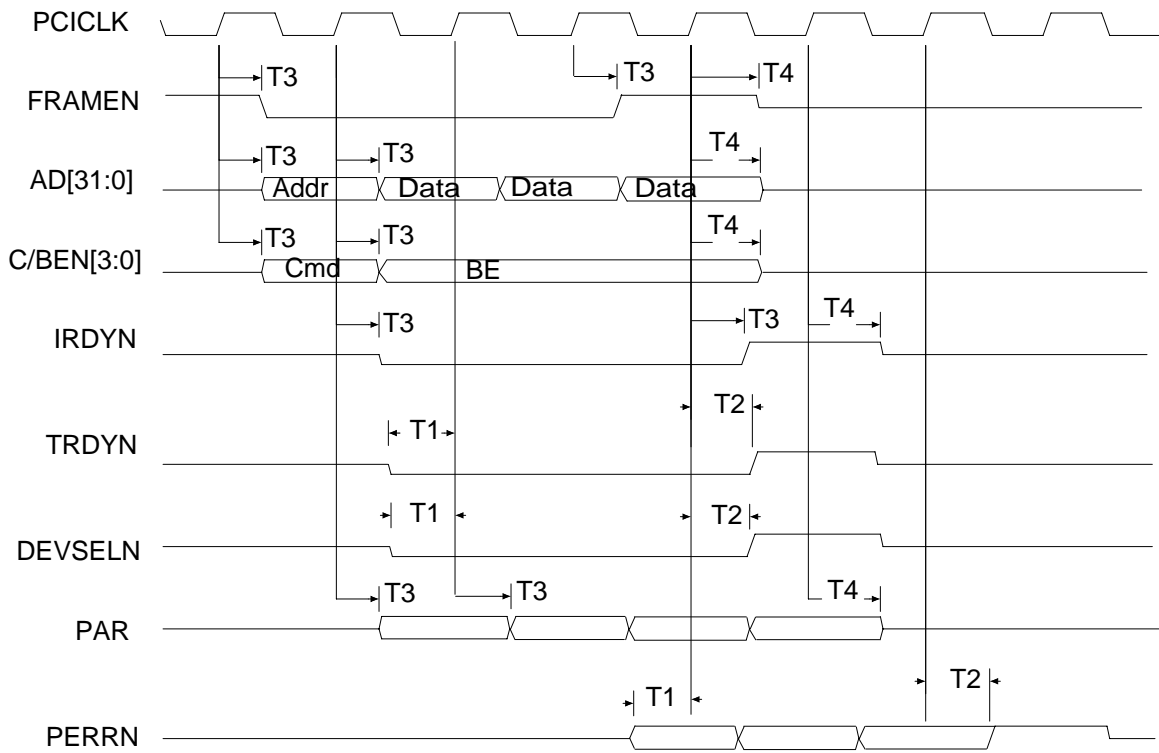 PCICLK
T3 T3 T4
FRAMEN
T3 T3 T4
AD[31:0]
Addr Data Data Data
T3 T3 T4
C/BEN[3:0]
Cmd BE
T3 T3 T4
IRDYN
T2
T1
TRDYN
T1 T2
DEVSELN
T3 T3 T4
PAR
T2
T1
PERRN